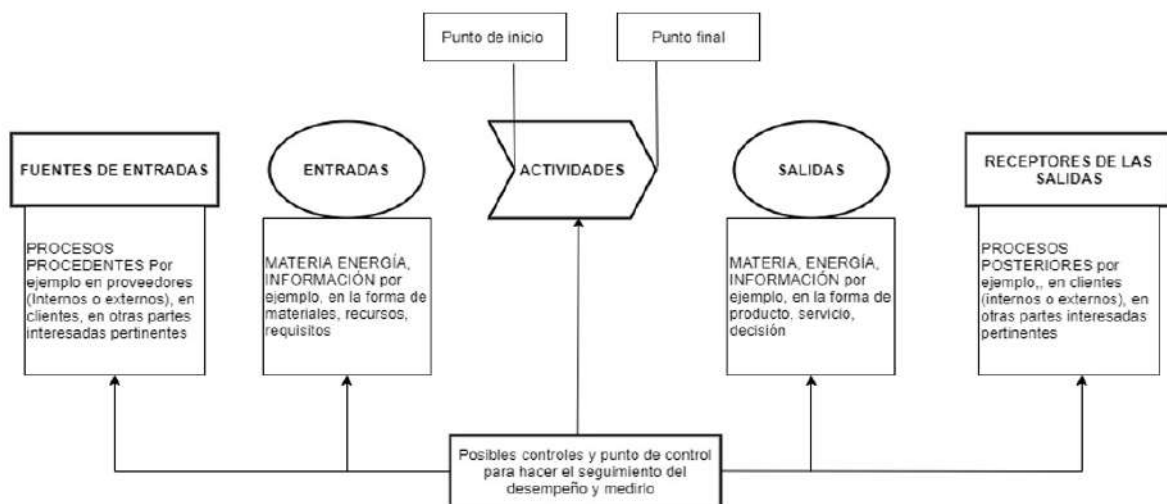 Punto de inicio
Punto final
FUENTES DE ENTRADAS
ENTRADAS
ACTIVIDADES
SALIDAS
RECEPTORES DE LAS
SALIDAS
PROCESOS
PROCEDENTES Por
ejemplo en proveedores
(Internos o externos), en
clientes, en otras partes
interesadas pertinentes
MATERIA ENERGÍA,
INFORMACIÓN por
ejemplo, en la forma de
materiales, recursos,
requisitos
MATERIA, ENERGÍA,
INFORMACIÓN por
ejemplo, en la forma de
producto, servicio,
decisión
PROCESOS
POSTERIORES por
ejemplo,, en clientes
(internos o externos), en
otras partes interesadas
pertinentes
Posibles controles y punto de control
para hacer el seguimiento del
desempeño y medirlo